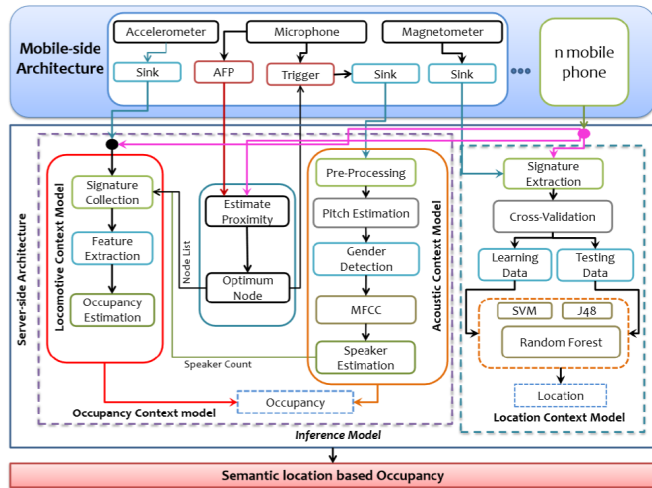 Mobile-side
Architecture
Accelerometer
Microphone
Magnetometer
Sink
AFP
Trigger
Sink
Sink
n mobile
phone
Server-side Architecture
Locomotive Context Model
Signature
Collection
Feature
Extraction
Occupancy
Estimation
Node List
Estimate
Proximity
Optimum
Node
Speaker Count
Pre-Processing
Pitch Estimation
Gender
Detection
MFCC
Speaker
Estimation
Acoustic Context Model
Occupancy Context model
Occupancy
Signature
Extraction
Cross-Validation
Learning
Data
Testing
Data
SVM
J48
Random Forest
Location
Location Context Model
Inference Model
Semantic location based Occupancy